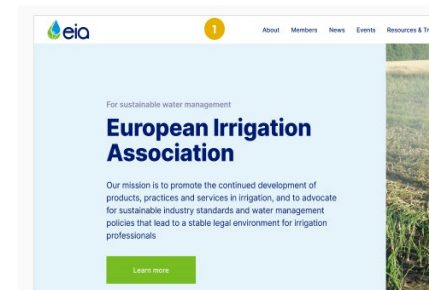 eia
1
About Members News Events Resources & Tr
For sustainable water management
European Irrigation
Association
Our mission is to promote the continued development of
products, practices and services in irrigation, and to advocate
for sustainable industry standards and water management
policies that lead to a stable legal environment for irrigation
professionals
Learn more